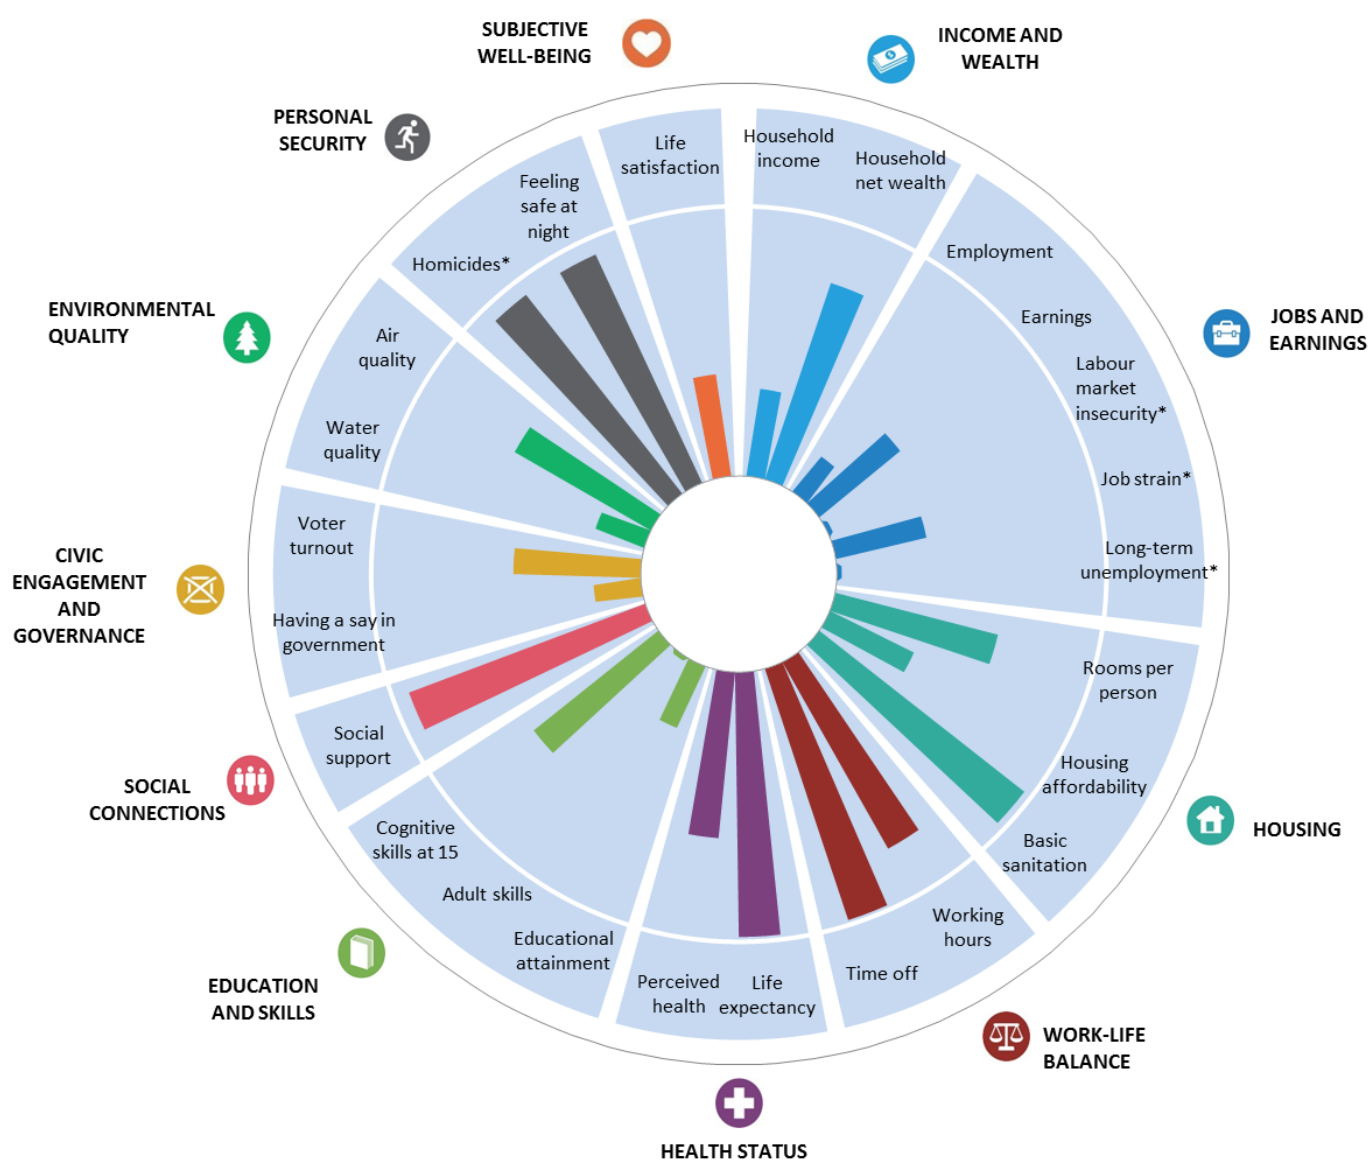 SUBJECTIVE
WELL-BEING
INCOME AND
WEALTH
PERSONAL
SECURITY
Life
satisfaction
Household
income
Household
net wealth
Feeling
safe at
night
Homicides*
Employment
Earnings
Labour
market
insecurity*
Job strain*
Long-term
unemployment*
JOBS AND
EARNINGS
ENVIRONMENTAL
QUALITY
Air
quality
Water
quality
Voter
turnout
Having a say in
government
CIVIC
ENGAGEMENT
AND
GOVERNANCE
Rooms per
person
Housing
affordability
Basic
sanitation
HOUSING
Social
support
SOCIAL
CONNECTIONS
Cognitive
skills at 15
Adult skills
Educational
attainment
EDUCATION
AND SKILLS
Perceived
health
Life
expectancy
Time off
Working
hours
WORK-LIFE
BALANCE
HEALTH STATUS